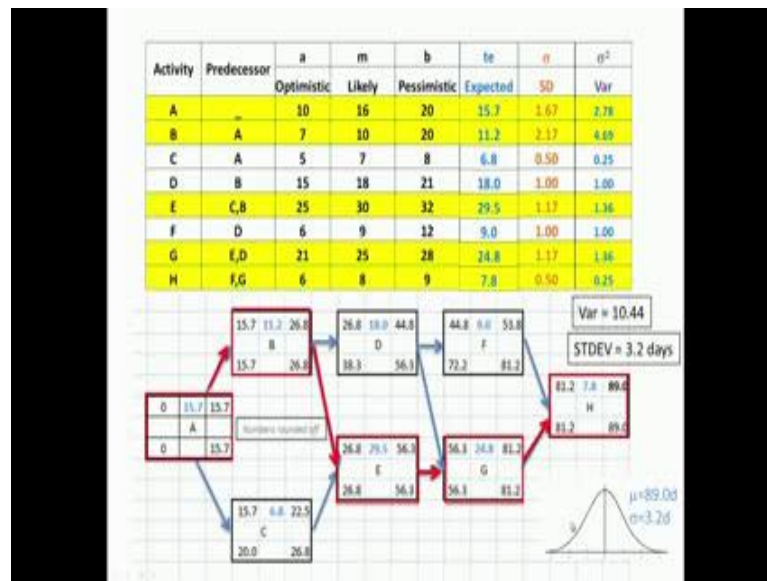 Activity Predecessor a m b te σ σ²
Optimistic Likely Pessimistic Expected SD Var
A _ 10 16 20 15.7 1.67 2.78
B A 7 10 20 11.2 2.17 4.69
C A 5 7 8 6.8 0.50 0.25
D B 15 18 21 18.0 1.00 1.00
E C,B 25 30 32 29.5 1.17 1.36
F D 6 9 12 9.0 1.00 1.00
G E,D 21 25 28 24.8 1.17 1.36
H F,G 6 8 9 7.8 0.50 0.25
Var = 10.44
STDEV = 3.2 days
15.7 11.2 26.8
B
15.7 26.8
26.8 18.0 44.8
D
38.3 56.3
44.8 9.0 53.8
F
72.2 81.2
81.2 7.8 89.0
H
81.2 89.0
0 15.7 15.7
A
0 15.7
Numbers rounded off
26.8 29.5 56.3
E
26.8 56.3
56.3 24.8 81.2
G
56.3 81.2
15.7 6.8 22.5
C
20.0 26.8
μ=89.0d
σ=3.2d